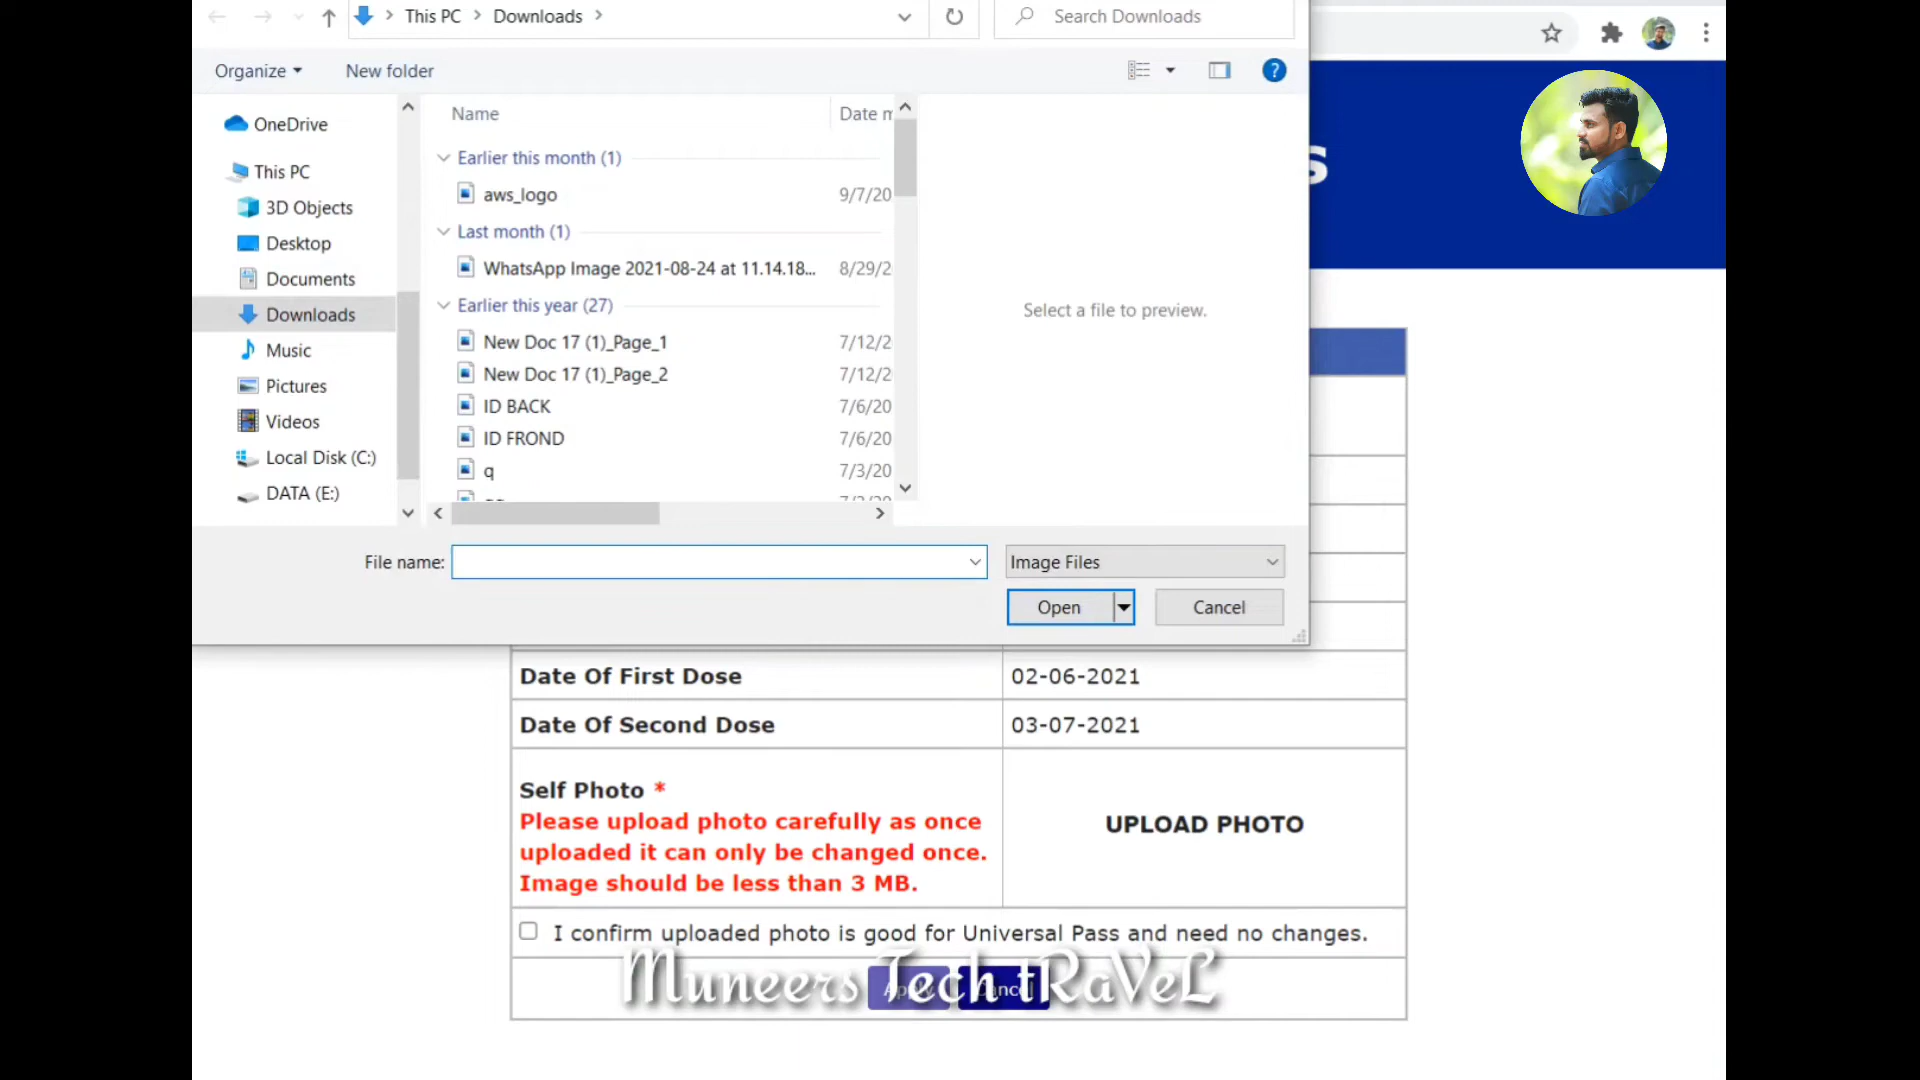 This PC > Downloads >
Search Downloads
Organize
New folder
?
OneDrive
This PC
3D Objects
Desktop
Documents
Downloads
Music
Pictures
Videos
Local Disk (C:)
DATA (E:)
Name
Date m
Earlier this month (1)
aws_logo 9/7/20
Last month (1)
WhatsApp Image 2021-08-24 at 11.14.18... 8/29/2
Earlier this year (27)
New Doc 17 (1)_Page_1 7/12/2
New Doc 17 (1)_Page_2 7/12/2
ID BACK 7/6/20
ID FROND 7/6/20
q 7/3/20
Select a file to preview.
s
File name:
Image Files
Open
Cancel
Date Of First Dose 02-06-2021
Date Of Second Dose 03-07-2021
Self Photo *
Please upload photo carefully as once
uploaded it can only be changed once.
Image should be less than 3 MB.
UPLOAD PHOTO
I confirm uploaded photo is good for Universal Pass and need no changes.
Muneers Tech tRaVeL